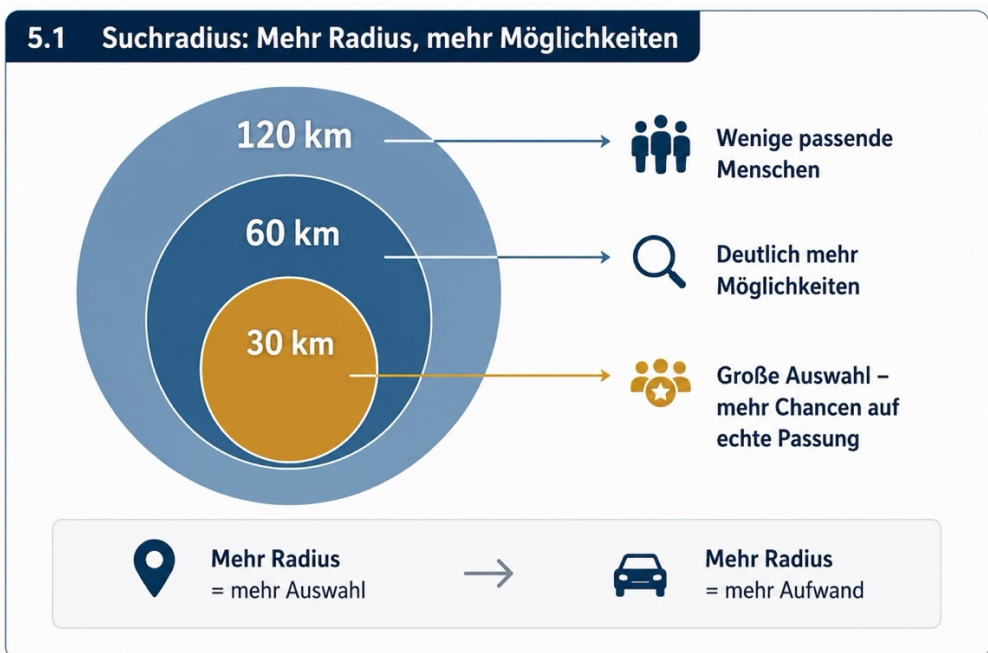 5.1 Suchradius: Mehr Radius, mehr Möglichkeiten
120 km
Wenige passende
Menschen
60 km
Deutlich mehr
Möglichkeiten
30 km
Große Auswahl –
mehr Chancen auf
echte Passung
Mehr Radius
= mehr Auswahl
Mehr Radius
= mehr Aufwand